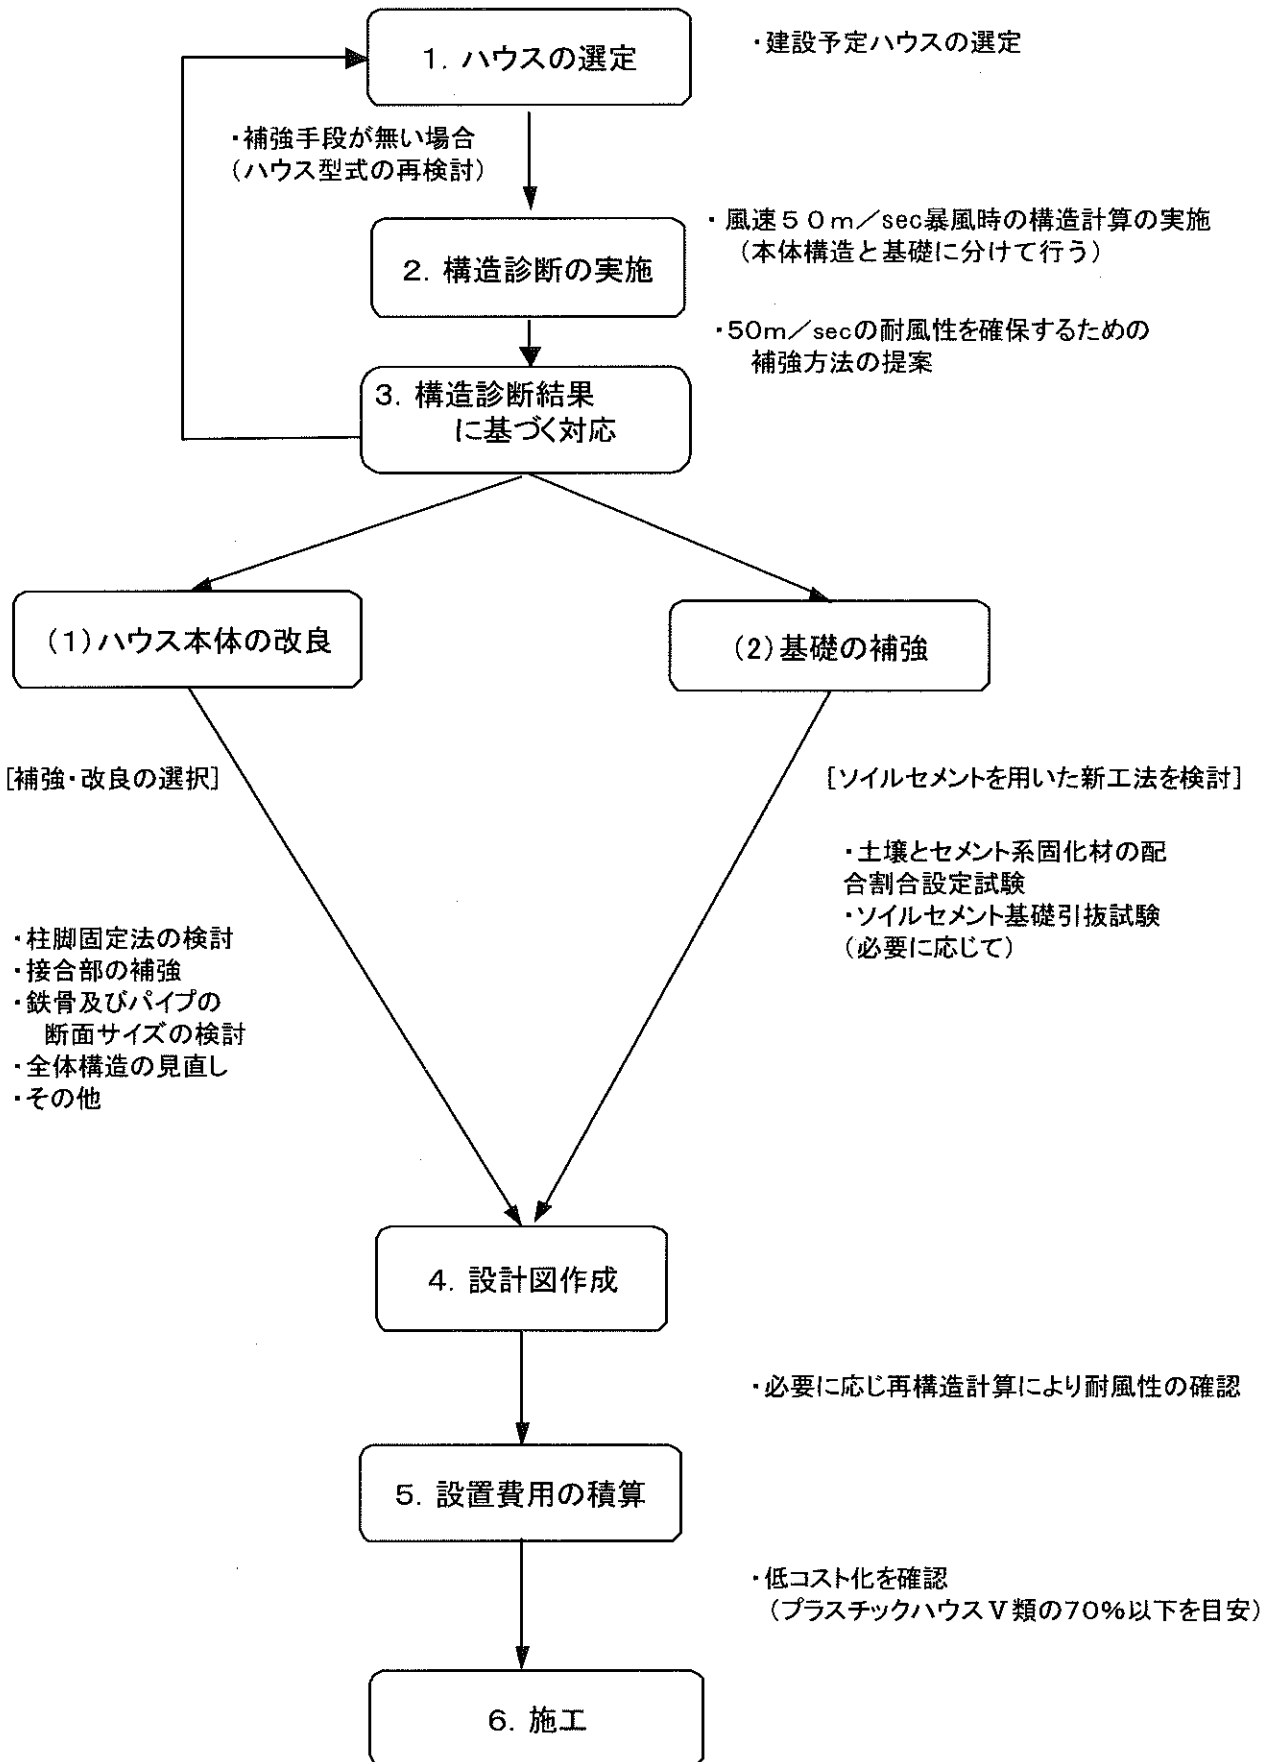 1. ハウスの選定
・建設予定ハウスの選定
・補強手段が無い場合
(ハウス型式の再検討)
2. 構造診断の実施
・風速50m/sec暴風時の構造計算の実施
(本体構造と基礎に分けて行う)
・50m/secの耐風性を確保するための
補強方法の提案
3. 構造診断結果
に基づく対応
(1)ハウス本体の改良
(2)基礎の補強
[補強・改良の選択]
・柱脚固定法の検討
・接合部の補強
・鉄骨及びパイプの
断面サイズの検討
・全体構造の見直し
・その他
[ソイルセメントを用いた新工法を検討]
・土壌とセメント系固化材の配
合割合設定試験
・ソイルセメント基礎引抜試験
(必要に応じて)
4. 設計図作成
・必要に応じ再構造計算により耐風性の確認
5. 設置費用の積算
・低コスト化を確認
(プラスチックハウスⅤ類の70%以下を目安)
6. 施工